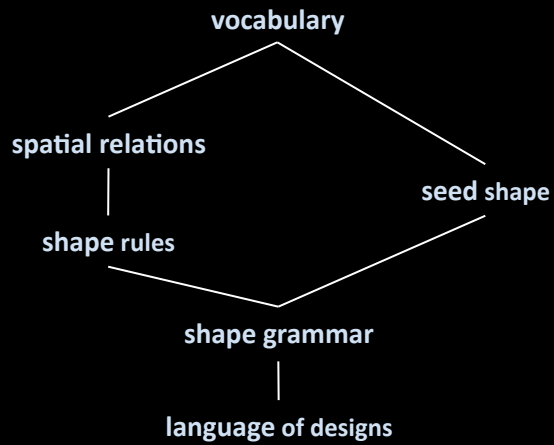 vocabulary
spatial relations
seed shape
shape rules
shape grammar
language of designs